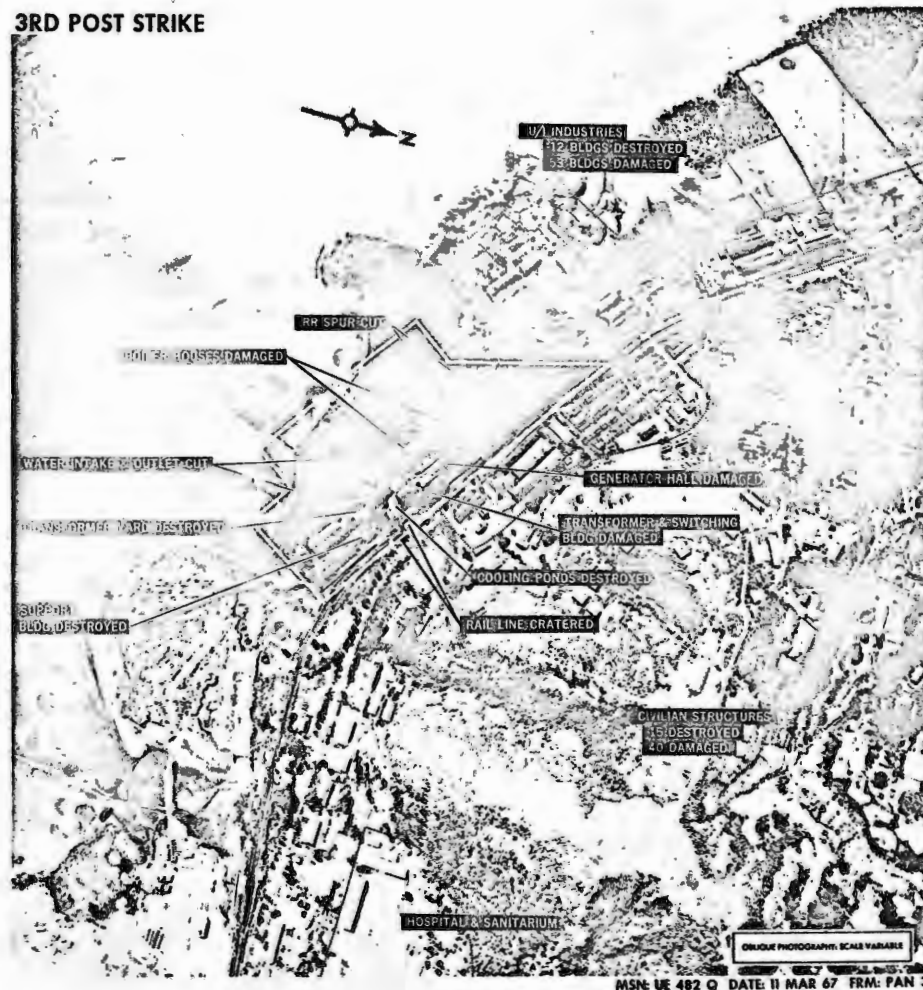 3RD POST STRIKE
N
U/I INDUSTRIES
12 BLDGS DESTROYED
53 BLDGS DAMAGED
RR SPUR CUT
BOILER HOUSES DAMAGED
WATER INTAKE & OUTLET CUT
GENERATOR HALL DAMAGED
TRANSFORMER YARD DESTROYED
TRANSFORMER & SWITCHING
BLDG DAMAGED
COOLING PONDS DESTROYED
SUPPORT
BLDG DESTROYED
RAIL LINE CRATERED
CIVILIAN STRUCTURES
DESTROYED
40 DAMAGED
HOSPITAL & SANITARIUM
OBLIQUE PHOTOGRAPHY: SCALE VARIABLE
MSN: UE 482 Q DATE: 11 MAR 67 FRM: PAN